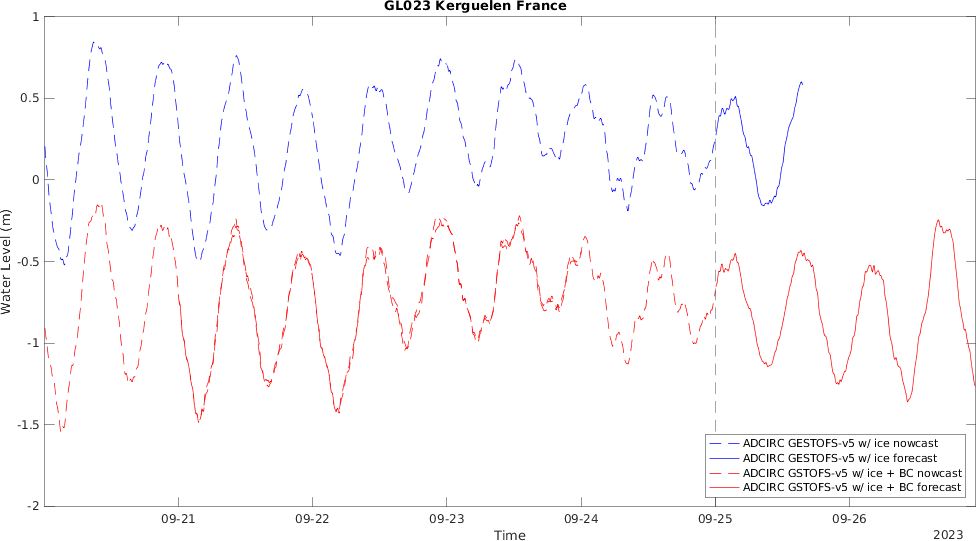 GL023 Kerguelen France
1
0.5
0
-0.5
-1
-1.5
-2
Water Level (m)
09-21 09-22 09-23 09-24 09-25 09-26
Time
2023
ADCIRC GESTOFS-v5 w/ ice nowcast
ADCIRC GESTOFS-v5 w/ ice forecast
ADCIRC GSTOFS-v5 w/ ice + BC nowcast
ADCIRC GSTOFS-v5 w/ ice + BC forecast